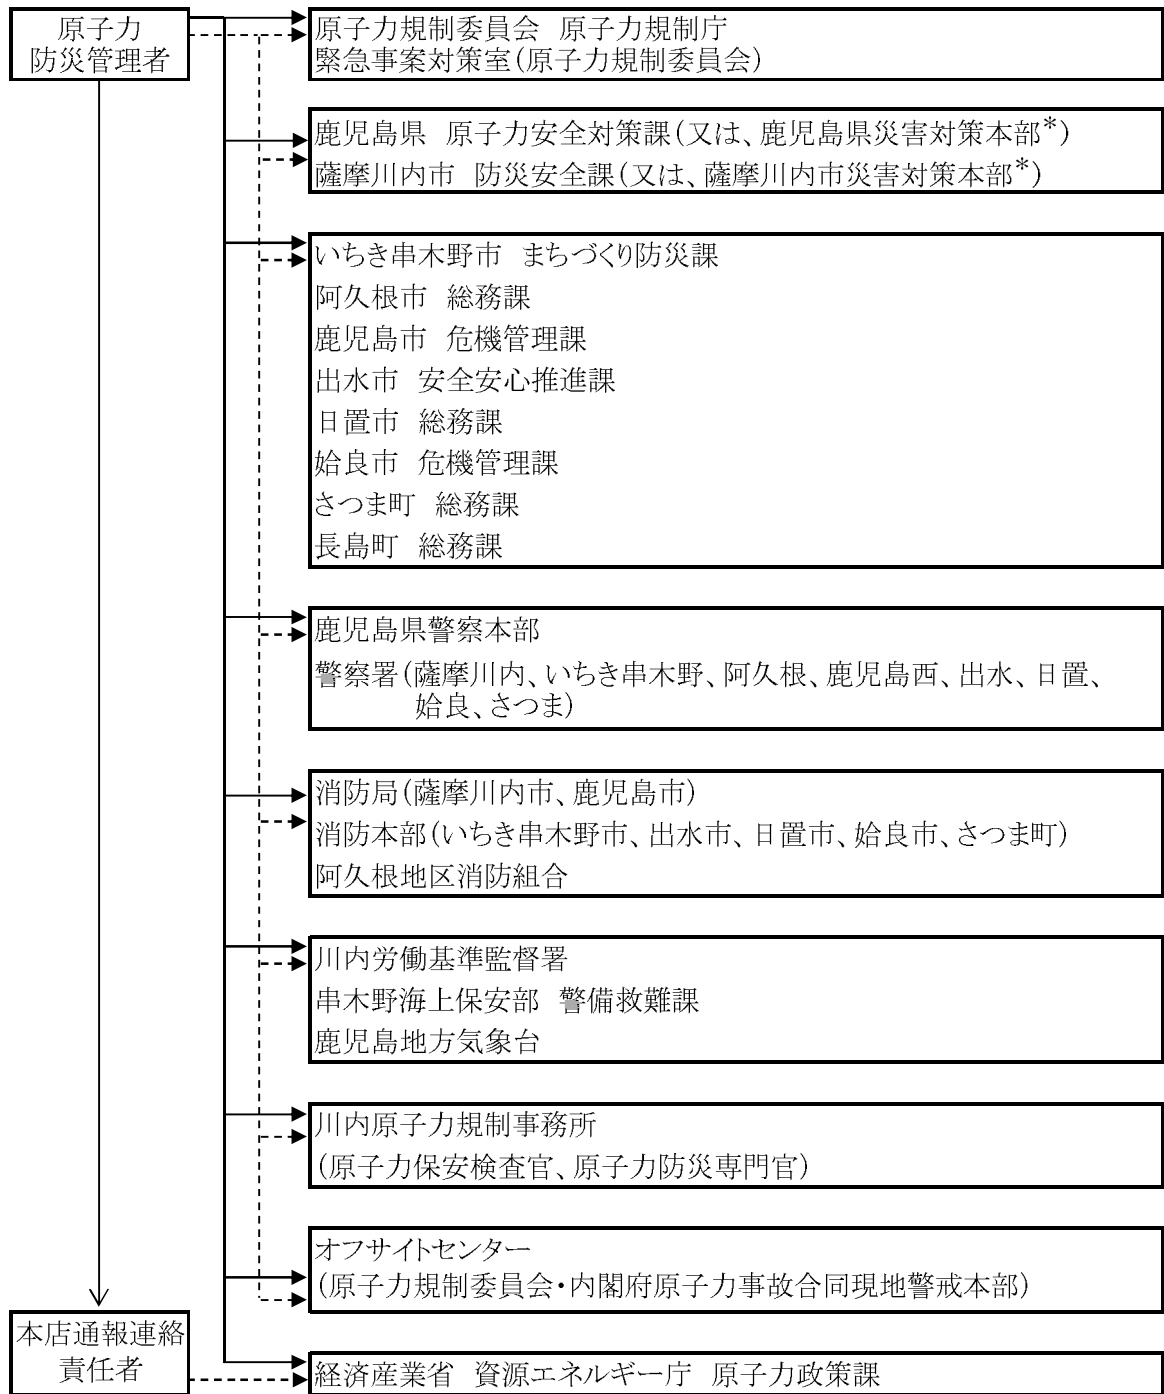 原子力
防災管理者
原子力規制委員会　原子力規制庁
緊急事案対策室(原子力規制委員会)
鹿児島県　原子力安全対策課(又は、鹿児島県災害対策本部*)
薩摩川内市　防災安全課(又は、薩摩川内市災害対策本部*)
いちき串木野市　まちづくり防災課
阿久根市　総務課
鹿児島市　危機管理課
出水市　安全安心推進課
日置市　総務課
姶良市　危機管理課
さつま町　総務課
長島町　総務課
鹿児島県警察本部
警察署(薩摩川内、いちき串木野、阿久根、鹿児島西、出水、日置、
姶良、さつま)
消防局(薩摩川内市、鹿児島市)
消防本部(いちき串木野市、出水市、日置市、姶良市、さつま町)
阿久根地区消防組合
川内労働基準監督署
串木野海上保安部　警備救難課
鹿児島地方気象台
川内原子力規制事務所
(原子力保安検査官、原子力防災専門官)
オフサイトセンター
(原子力規制委員会・内閣府原子力事故合同現地警戒本部)
本店通報連絡
責任者
経済産業省　資源エネルギー庁　原子力政策課